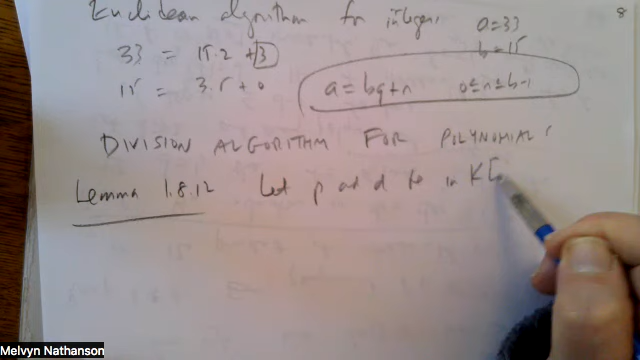 Euclidean algorithm for integers
a=33
8
33 = 15·2 + 3
b=15
15 = 3·5 + 0
a = bq+r 0≤r≤b-1
DIVISION ALGORITHM FOR POLYNOMIAL
Lemma 1.8.12 Let p and d be in K[
Melvyn Nathanson